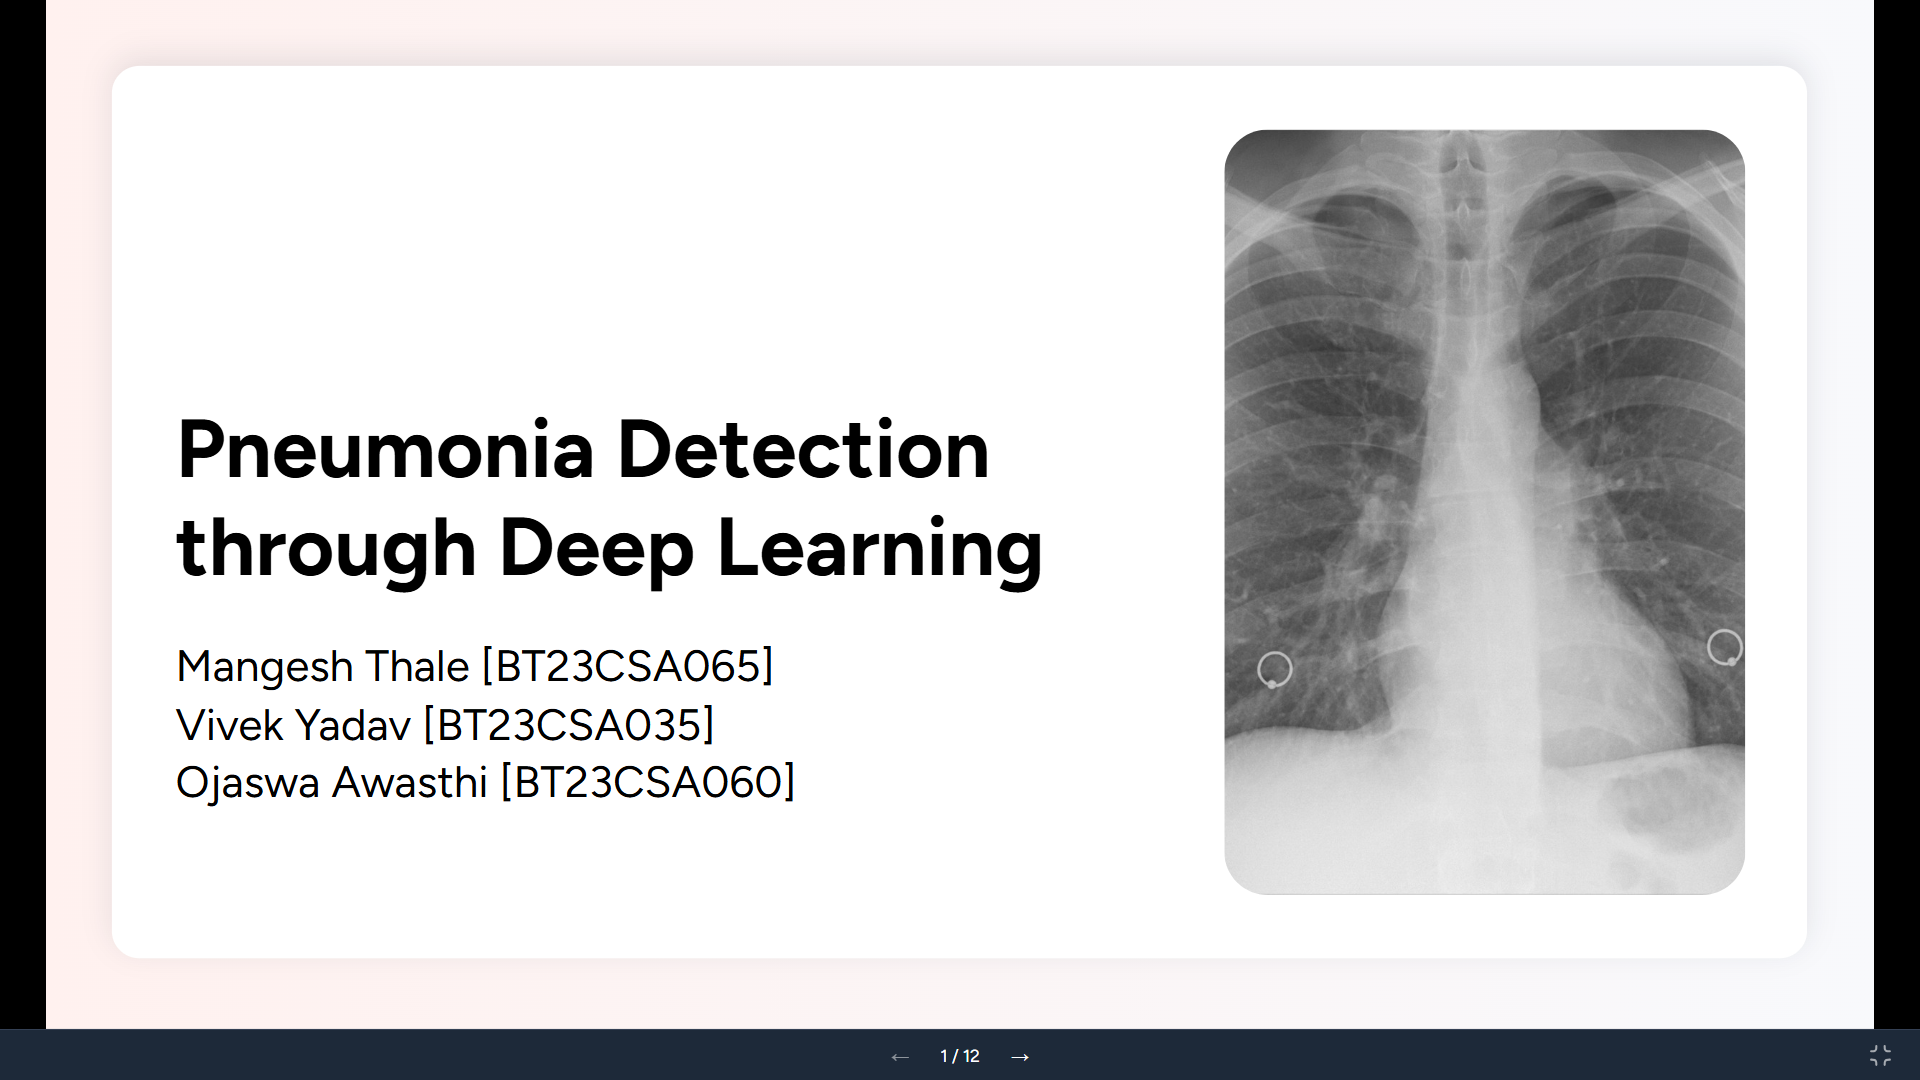 Pneumonia Detection
through Deep Learning
Mangesh Thale [BT23CSA065]
Vivek Yadav [BT23CSA035]
Ojaswa Awasthi [BT23CSA060]
← 1 / 12 →